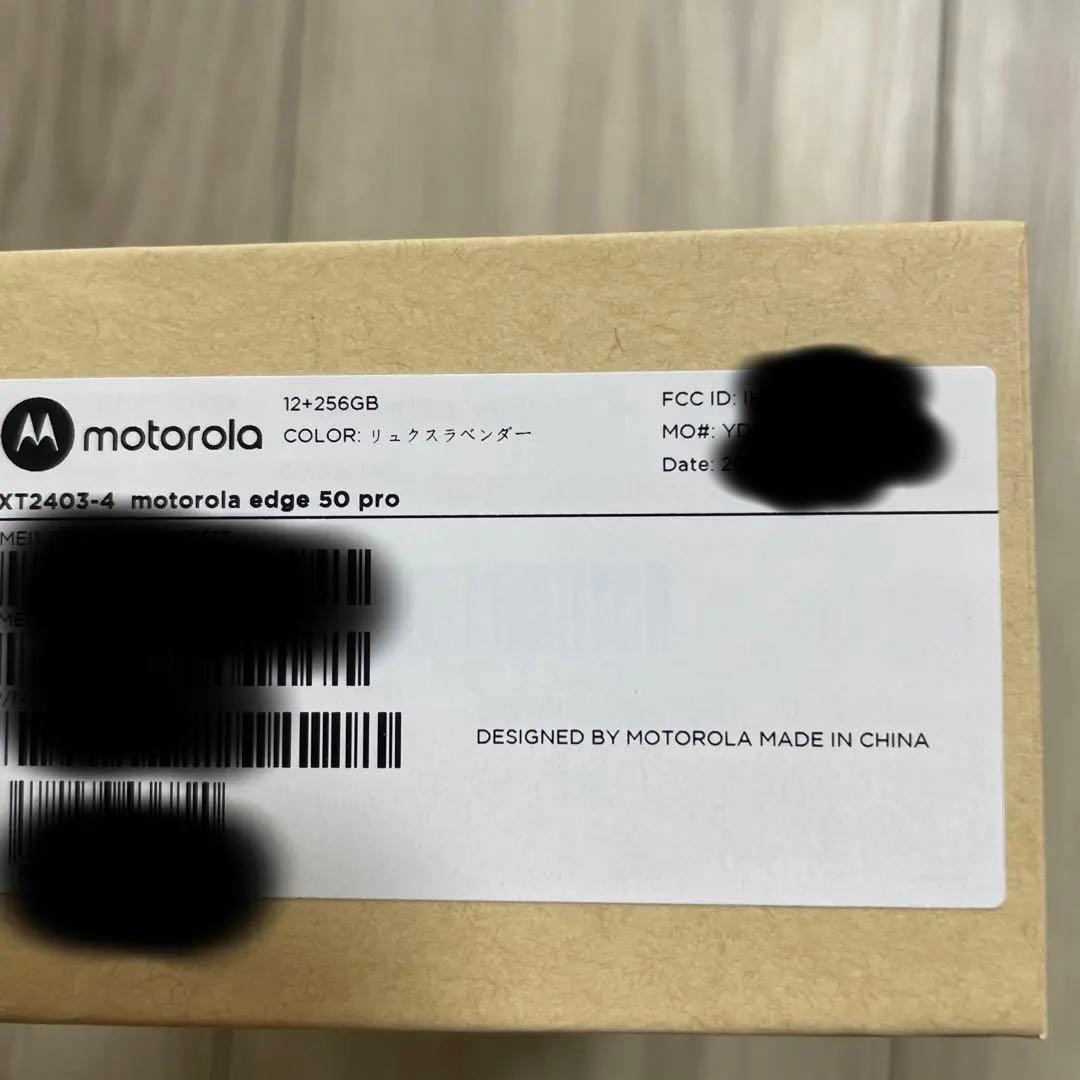 motorola
12+256GB
COLOR: リュクスラベンダー
FCC ID:
MO#:
Date:
XT2403-4 motorola edge 50 pro
DESIGNED BY MOTOROLA MADE IN CHINA